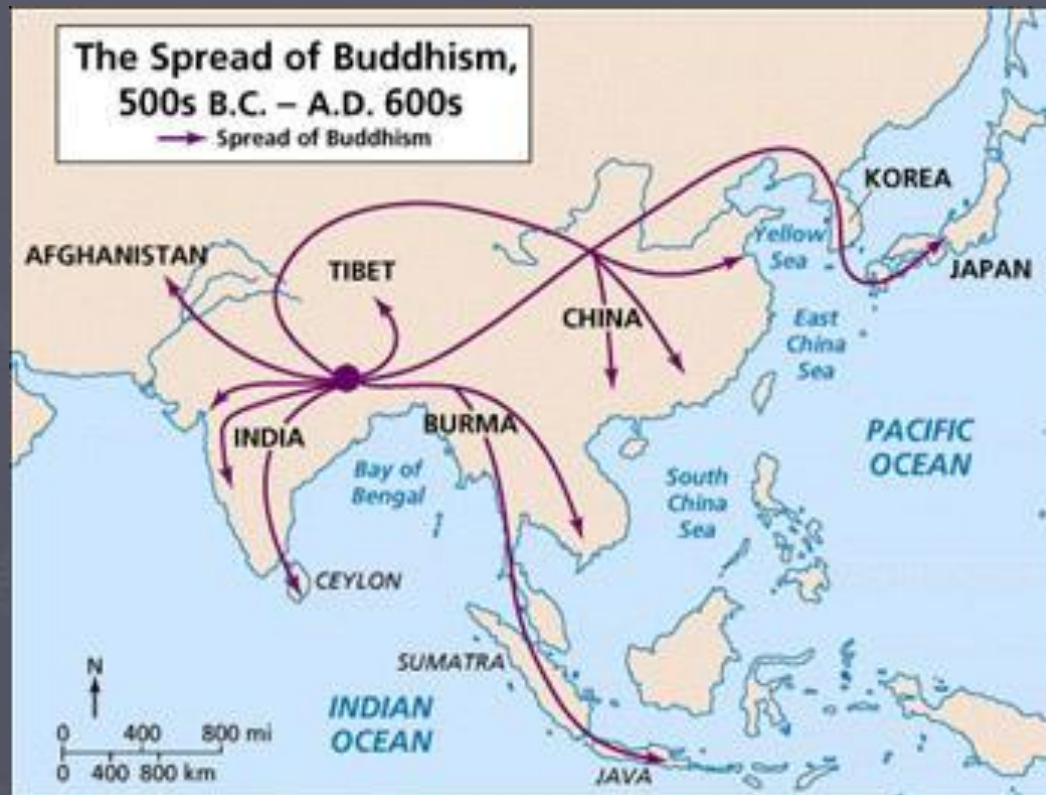 The Spread of Buddhism,
500s B.C. – A.D. 600s
Spread of Buddhism
AFGHANISTAN
TIBET
KOREA
Yellow
Sea
JAPAN
CHINA
East
China
Sea
INDIA
BURMA
PACIFIC
OCEAN
Bay of
Bengal
South
China
Sea
CEYLON
SUMATRA
N
INDIAN
OCEAN
0 400 800 mi
0 400 800 km
JAVA